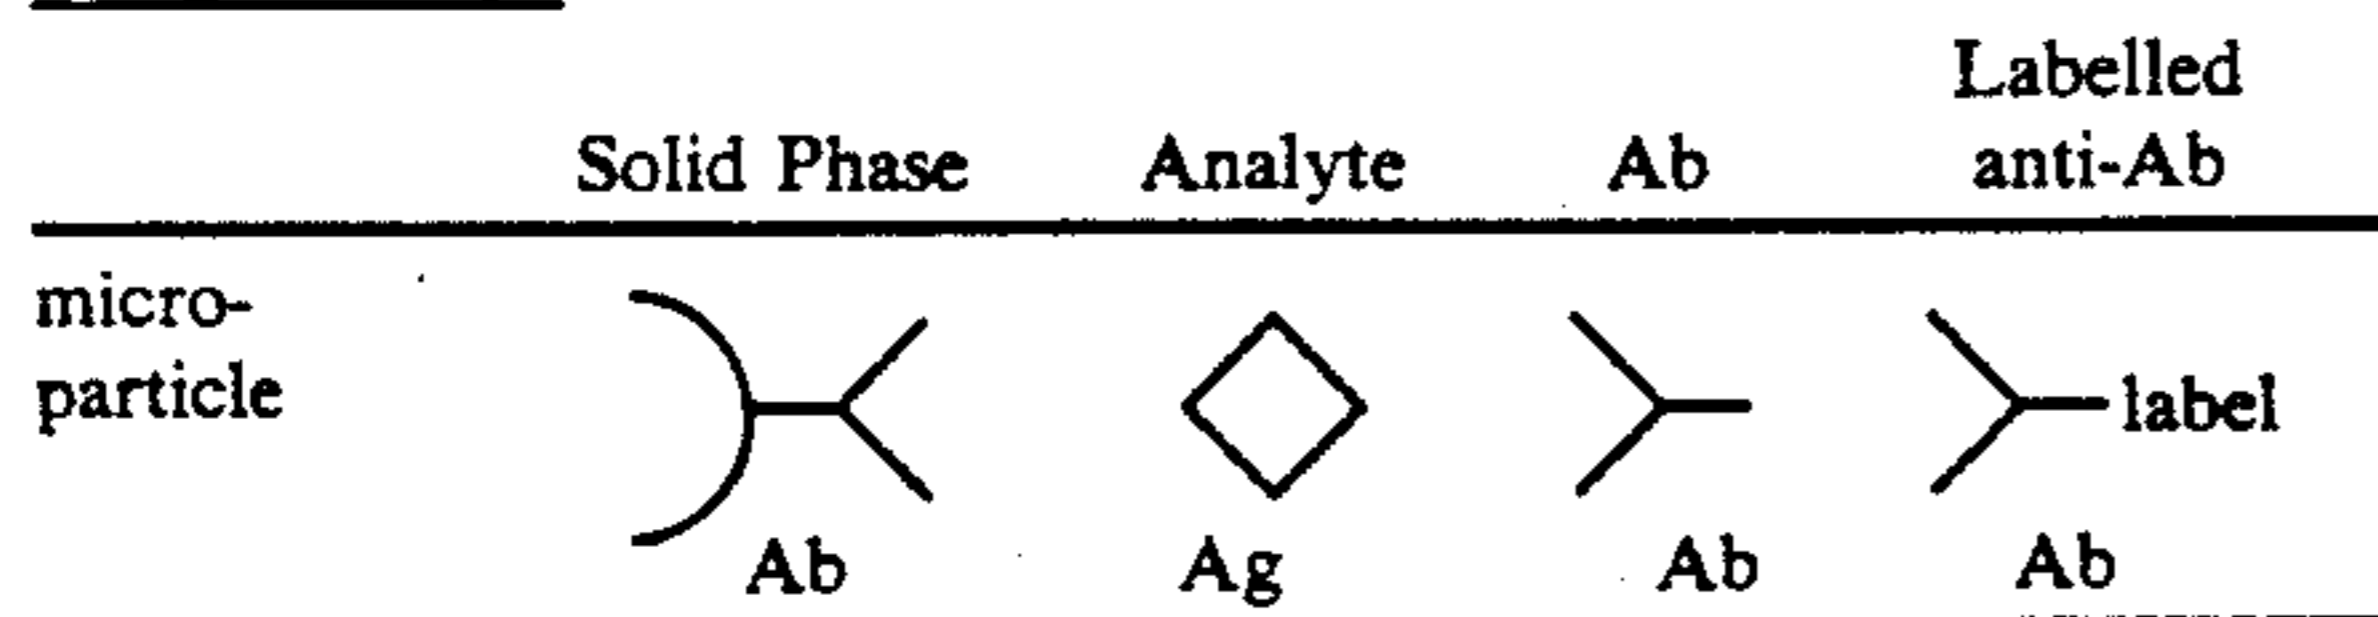 Labelled
Solid Phase Analyte Ab anti-Ab
micro-
particle label
Ab Ag Ab Ab